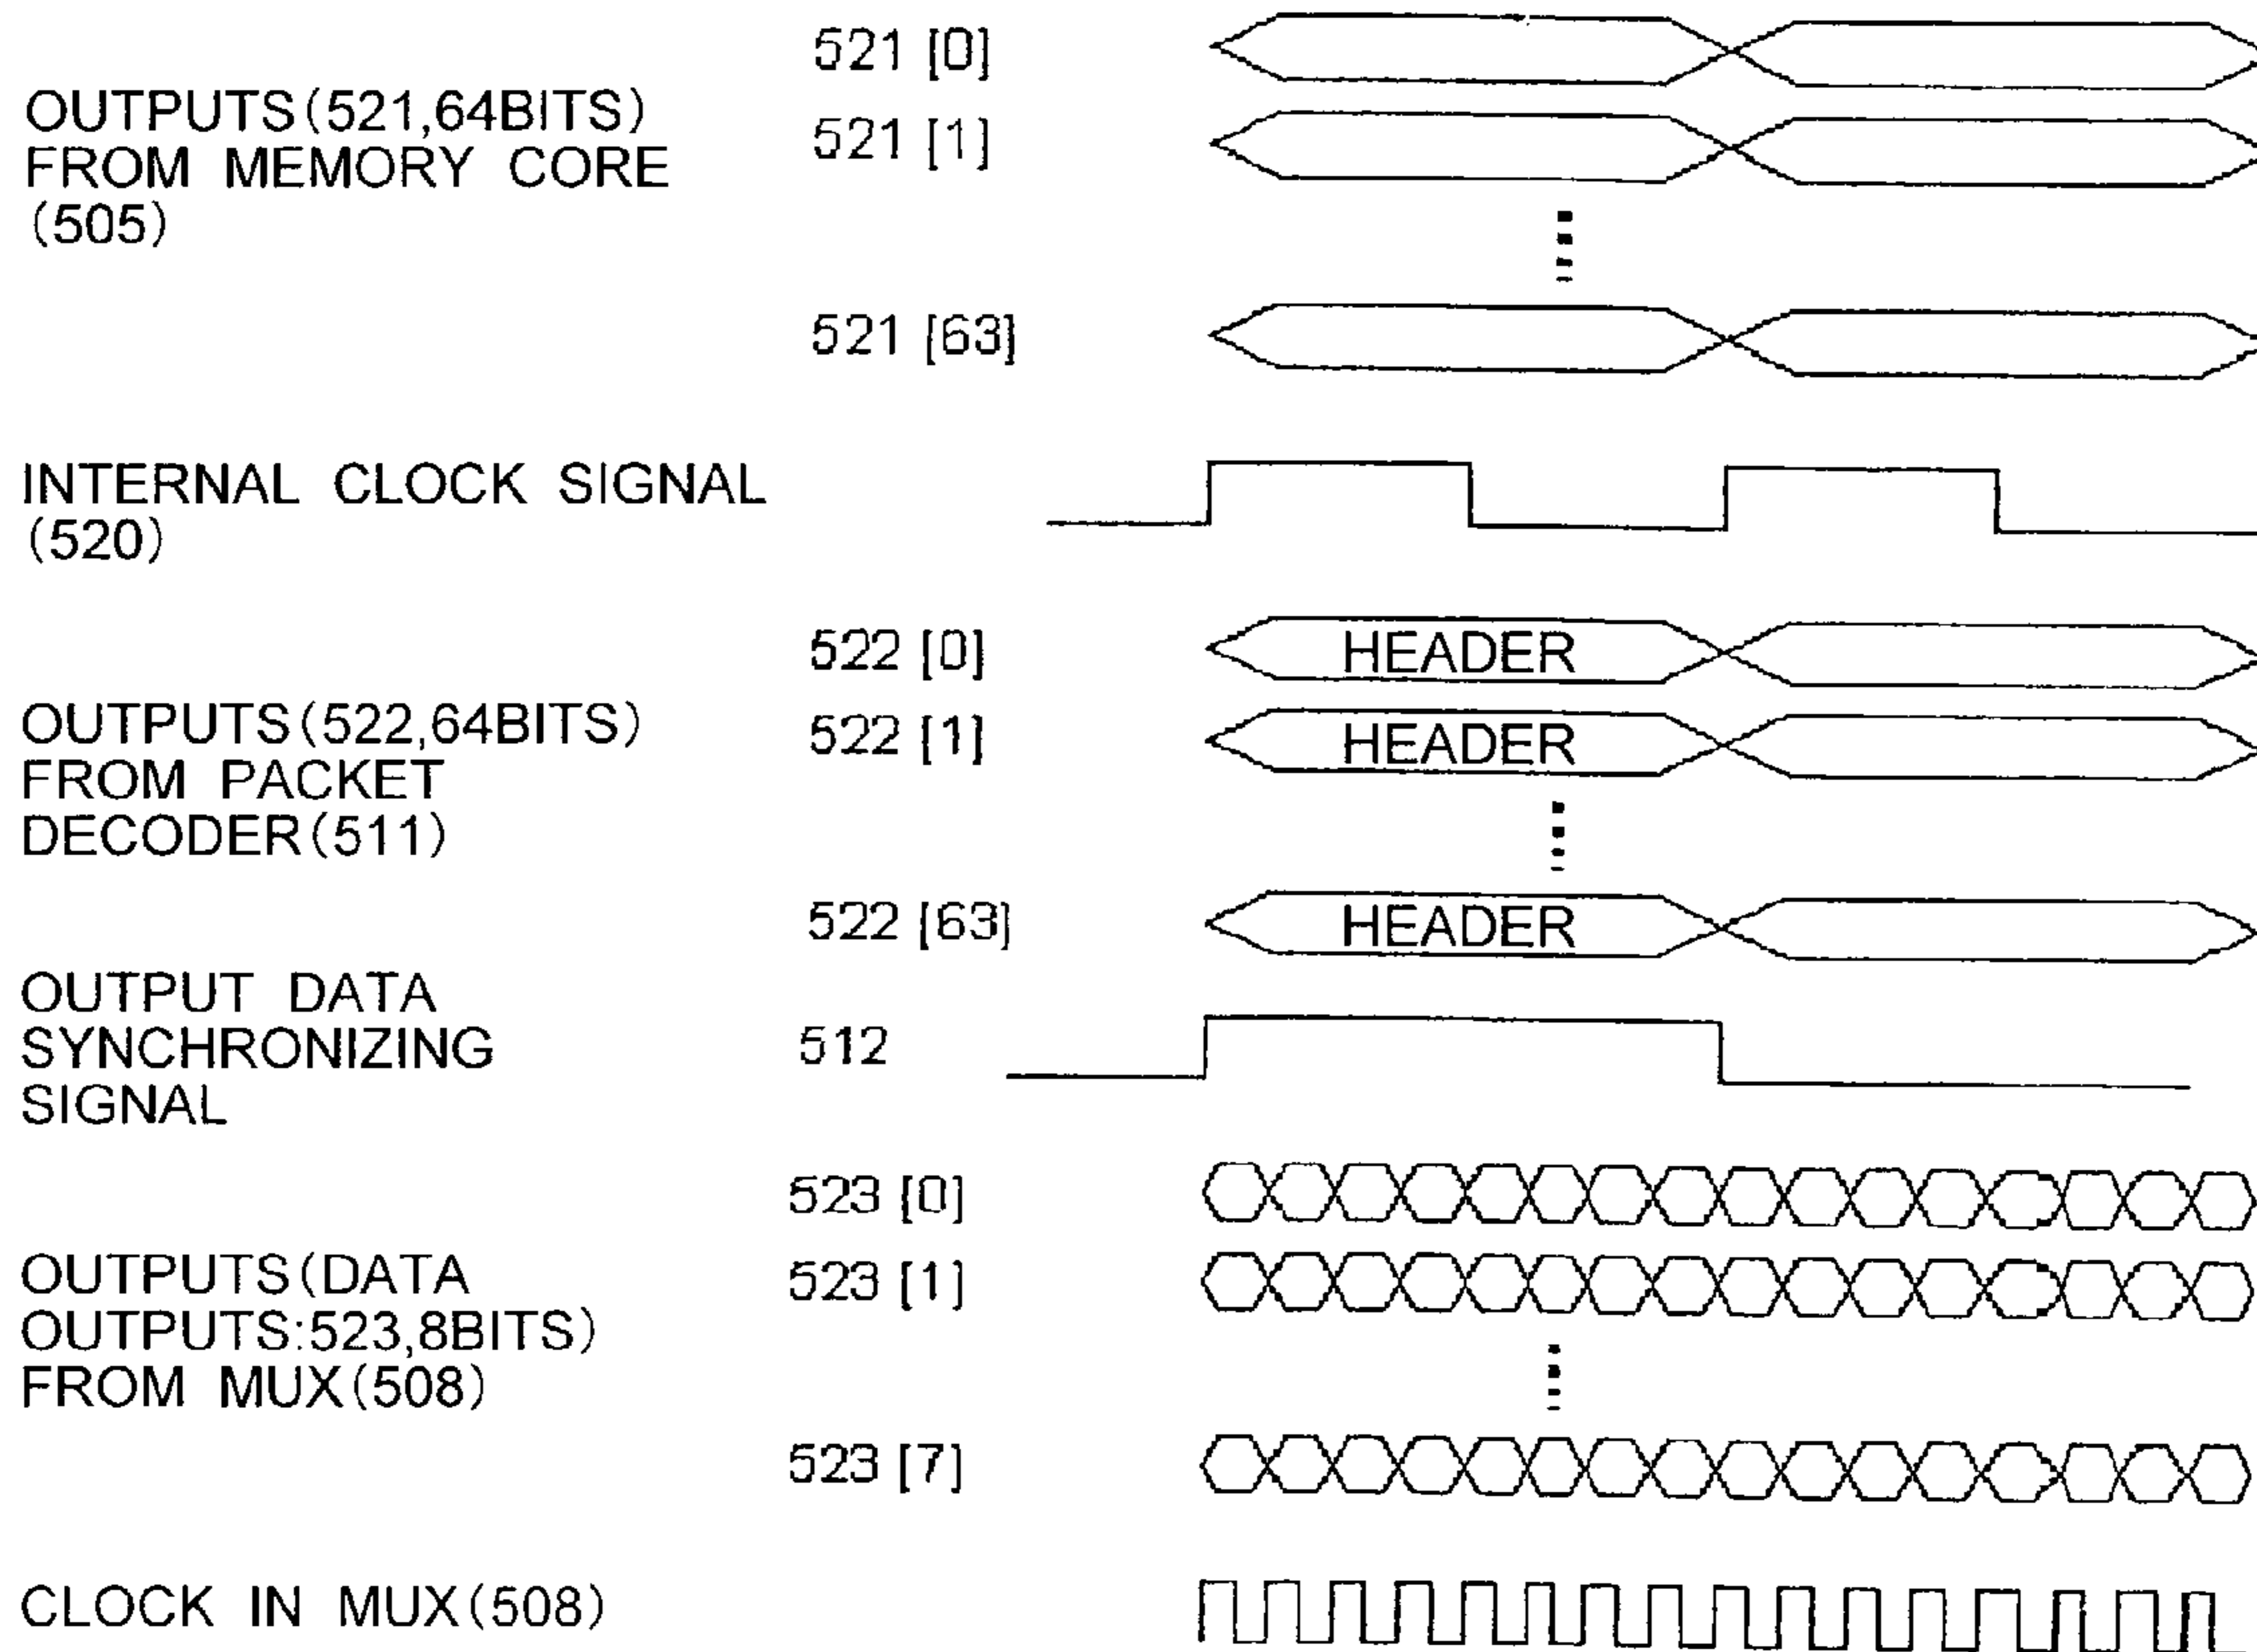 521 [0]
OUTPUTS(521,64BITS)
FROM MEMORY CORE
(505)
521 [1]
521 [63]
INTERNAL CLOCK SIGNAL
(520)
522 [0] HEADER
OUTPUTS(522,64BITS)
FROM PACKET
DECODER(511)
522 [1] HEADER
522 [63] HEADER
OUTPUT DATA
SYNCHRONIZING
SIGNAL
512
523 [0]
OUTPUTS(DATA
OUTPUTS:523,8BITS)
FROM MUX(508)
523 [1]
523 [7]
CLOCK IN MUX(508)